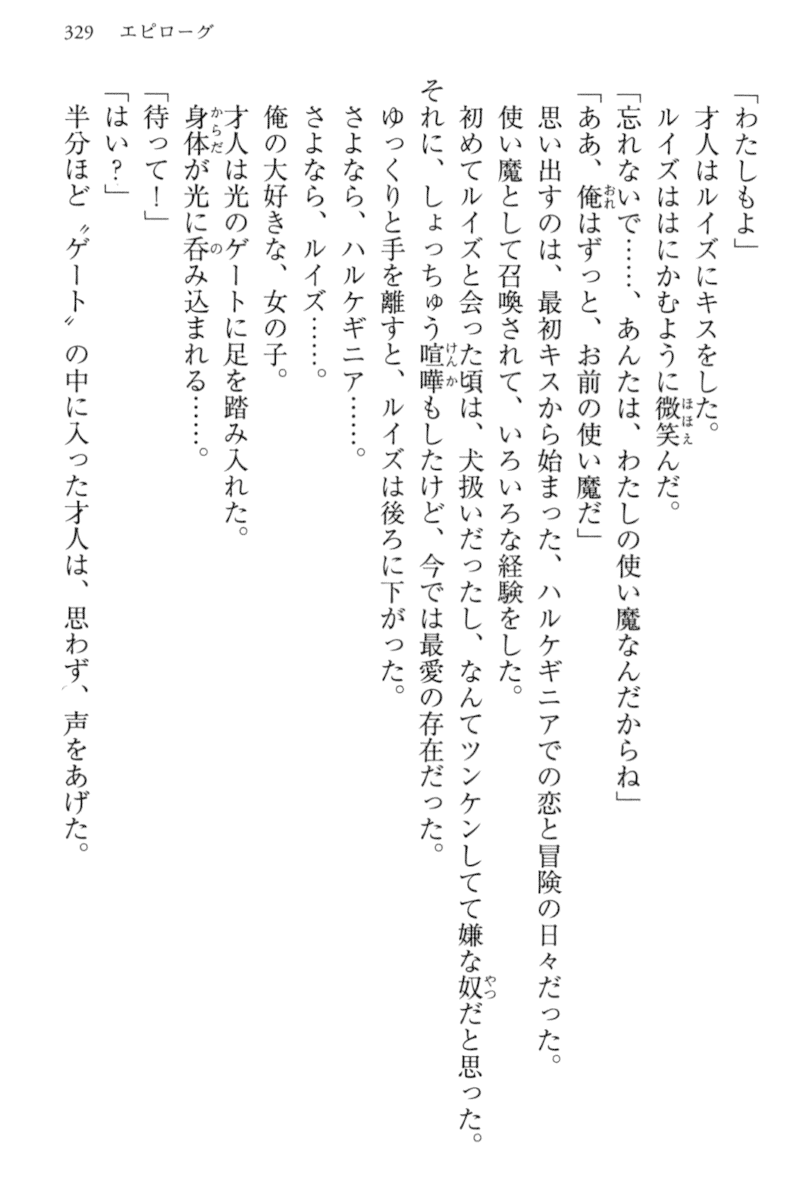 329 エピローグ
「わたしもよ」
才人はルイズにキスをした。
ルイズははにかむように微笑んだ。
「忘れないで……、あんたは、わたしの使い魔なんだからね」
「ああ、俺はずっと、お前の使い魔だ」
思い出すのは、最初キスから始まった、ハルケギニアでの恋と冒険の日々だった。
使い魔として召喚されて、いろいろな経験をした。
初めてルイズと会った頃は、犬扱いだったし、なんてツンケンしてて嫌な奴だと思った。
それに、しょっちゅう喧嘩もしたけど、今では最愛の存在だった。
ゆっくりと手を離すと、ルイズは後ろに下がった。
さよなら、ハルケギニア……。
さよなら、ルイズ……。
俺の大好きな、女の子。
才人は光のゲートに足を踏み入れた。
身体が光に呑み込まれる……。
「待って！」
「はい？」
半分ほど〝ゲート〟の中に入った才人は、思わず、声をあげた。